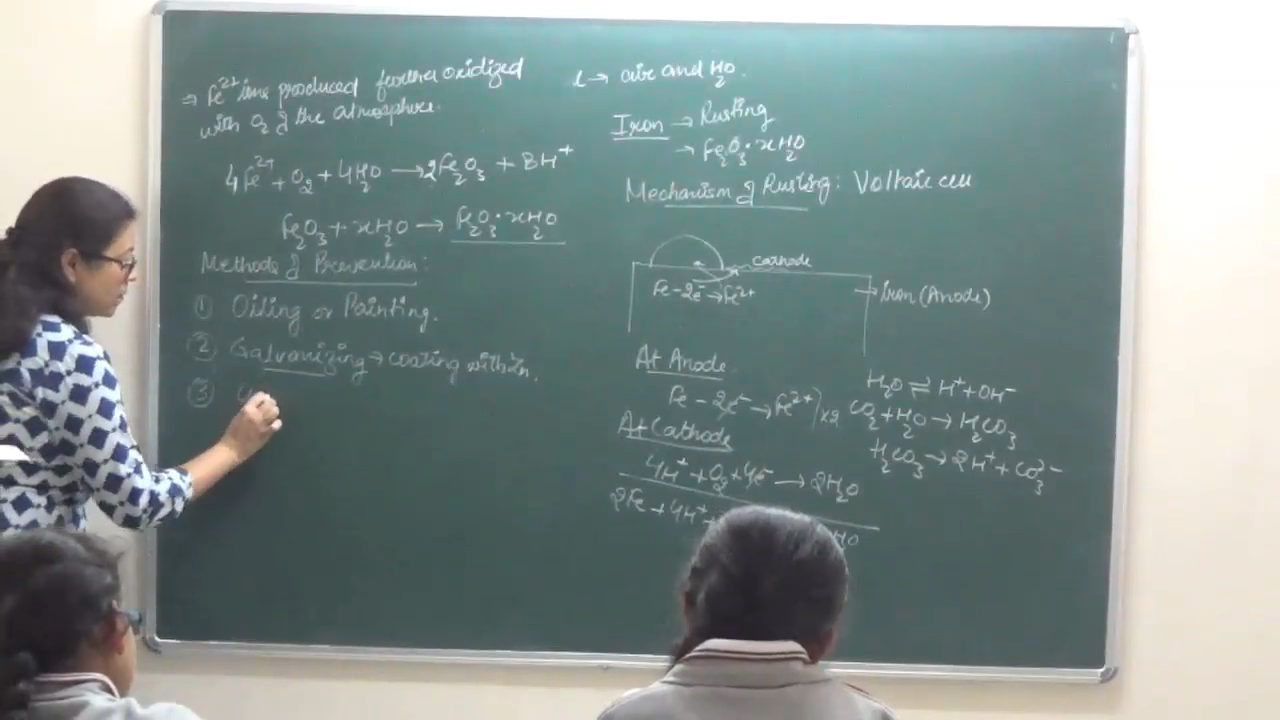 ⇒ Fe²⁺ ions produced further oxidized
with O₂ of the atmosphere.
4Fe²⁺ + O₂ + 4H₂O → 2Fe₂O₃ + 8H⁺
Fe₂O₃ + xH₂O → Fe₂O₃·xH₂O
Methods of Prevention:
① Oiling or Painting.
② Galvanizing → coating with Zn.
③
→ air and H₂O.
Iron → Rusting
→ Fe₂O₃·xH₂O
Mechanism of Rusting: Voltaic cell
cathode
Fe-2e⁻→Fe²⁺
→ Iron (Anode)
At Anode.
Fe - 2e⁻ → Fe²⁺) x2
At Cathode
4H⁺ + O₂ + 4e⁻ → 2H₂O
2Fe + 4H⁺ +
H₂O ⇌ H⁺ + OH⁻
CO₂ + H₂O → H₂CO₃
H₂CO₃ → 2H⁺ + CO₃²⁻